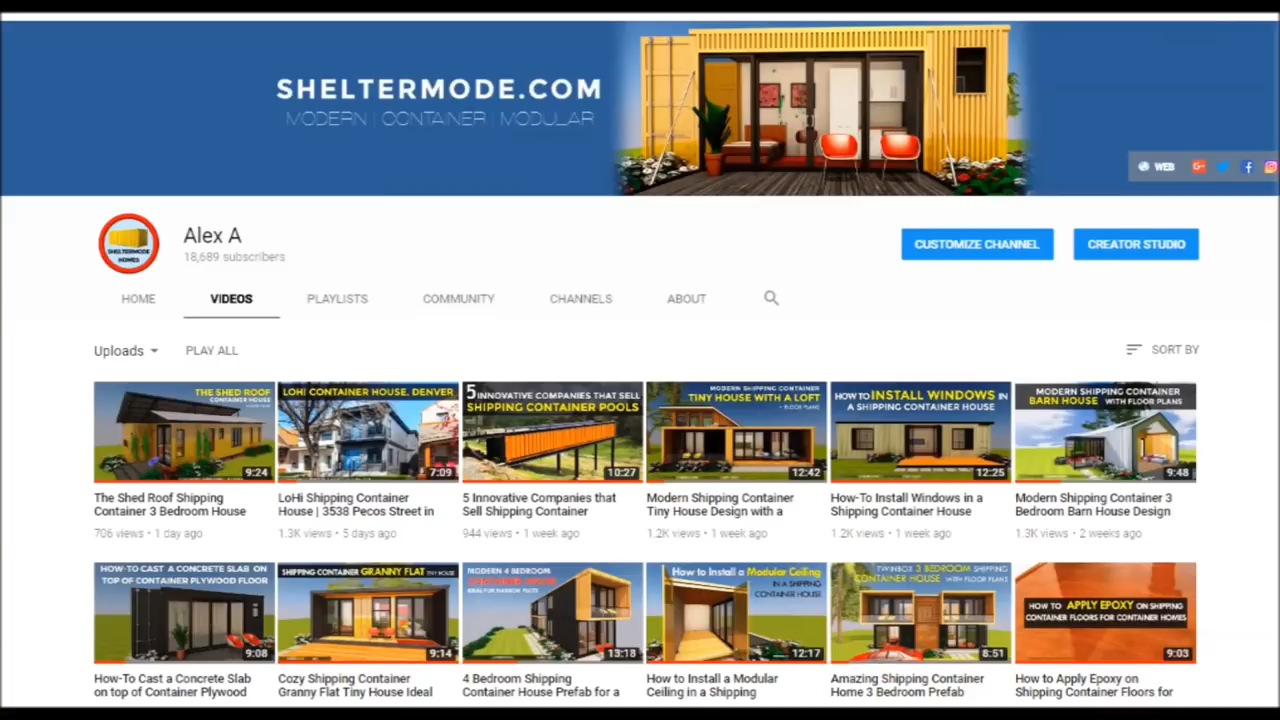 SHELTERMODE.COM
MODERN | CONTAINER | MODULAR
WEB
SHELTERMODE
HOMES
Alex A
18,689 subscribers
CUSTOMIZE CHANNEL
CREATOR STUDIO
HOME
VIDEOS
PLAYLISTS
COMMUNITY
CHANNELS
ABOUT
Uploads
PLAY ALL
SORT BY
THE SHED ROOF
CONTAINER HOUSE
9:24
LOHI CONTAINER HOUSE, DENVER
7:09
5 INNOVATIVE COMPANIES THAT SELL
SHIPPING CONTAINER POOLS
10:27
MODERN SHIPPING CONTAINER
TINY HOUSE WITH A LOFT
+ FLOOR PLANS
12:42
HOW TO INSTALL WINDOWS IN
A SHIPPING CONTAINER HOUSE
12:25
MODERN SHIPPING CONTAINER
BARN HOUSE WITH FLOOR PLANS
9:48
The Shed Roof Shipping
Container 3 Bedroom House
706 views • 1 day ago
LoHi Shipping Container
House | 3538 Pecos Street in
1.3K views • 5 days ago
5 Innovative Companies that
Sell Shipping Container
944 views • 1 week ago
Modern Shipping Container
Tiny House Design with a
1.2K views • 1 week ago
How-To Install Windows in a
Shipping Container House
1.2K views • 1 week ago
Modern Shipping Container 3
Bedroom Barn House Design
1.3K views • 2 weeks ago
HOW-TO CAST A CONCRETE SLAB ON
TOP OF CONTAINER PLYWOOD FLOOR
9:08
SHIPPING CONTAINER GRANNY FLAT TINY HOUSE
9:14
MODERN 4 BEDROOM
CONTAINER HOUSE
IDEAL FOR NARROW PLOTS
13:18
How to Install a Modular Ceiling
IN A SHIPPING
CONTAINER HOUSE
12:17
TWINBOX 3 BEDROOM SHIPPING
CONTAINER HOUSE WITH FLOOR PLANS
8:51
HOW TO APPLY EPOXY ON SHIPPING
CONTAINER FLOORS FOR CONTAINER HOMES
9:03
How-To Cast a Concrete Slab
on top of Container Plywood
Cozy Shipping Container
Granny Flat Tiny House Ideal
4 Bedroom Shipping
Container House Prefab for a
How to Install a Modular
Ceiling in a Shipping
Amazing Shipping Container
Home 3 Bedroom Prefab
How to Apply Epoxy on
Shipping Container Floors for